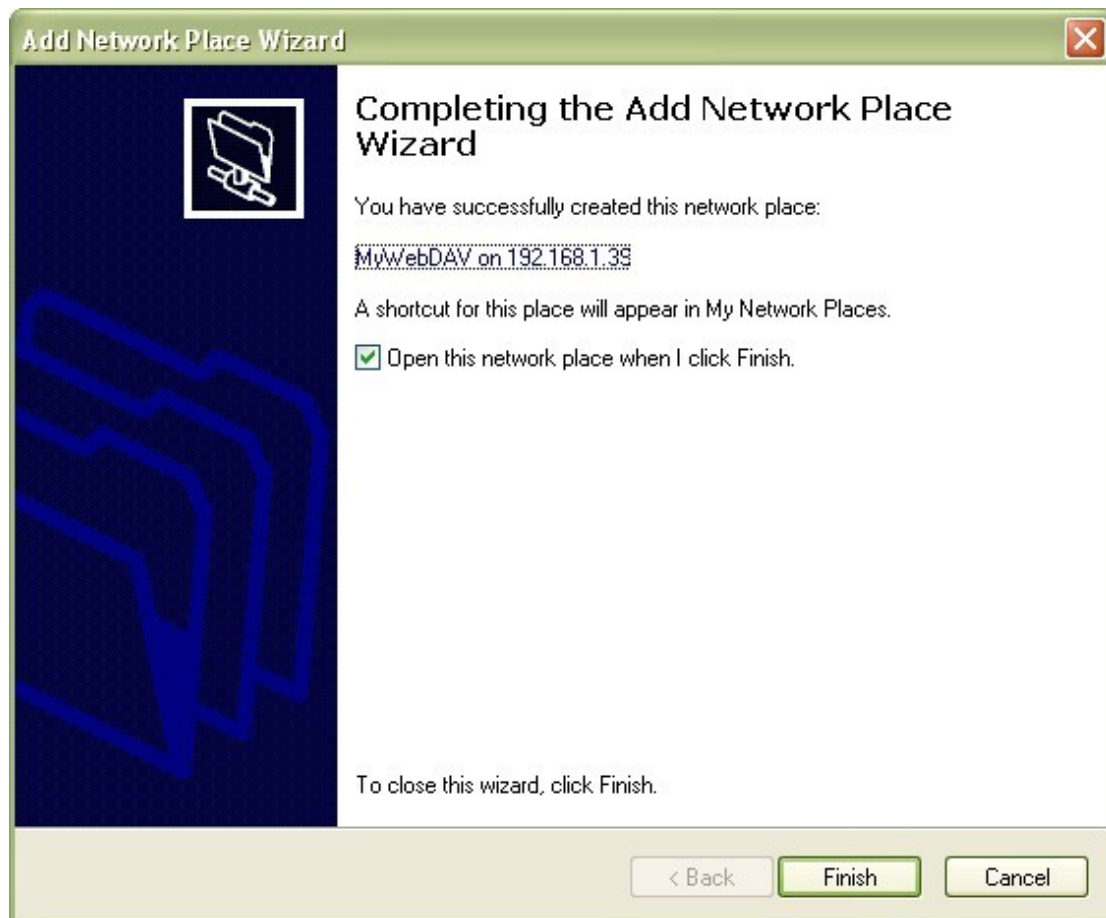 Add Network Place Wizard
Completing the Add Network Place
Wizard
You have successfully created this network place:
MyWebDAV on 192.168.1.39
A shortcut for this place will appear in My Network Places.
Open this network place when I click Finish.
To close this wizard, click Finish.
< Back
Finish
Cancel